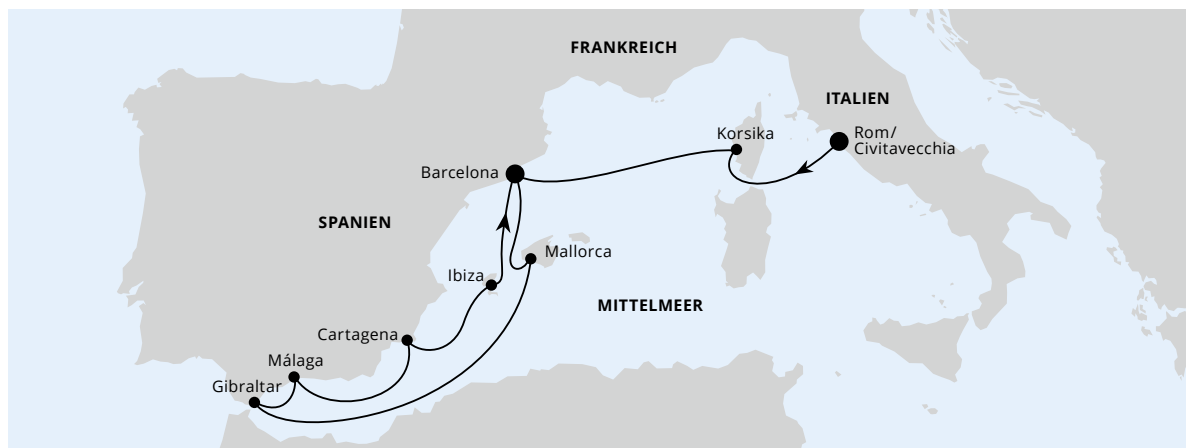 FRANKREICH
ITALIEN
Korsika
Rom/
Civitavecchia
Barcelona
SPANIEN
Mallorca
Ibiza
MITTELMEER
Cartagena
Málaga
Gibraltar